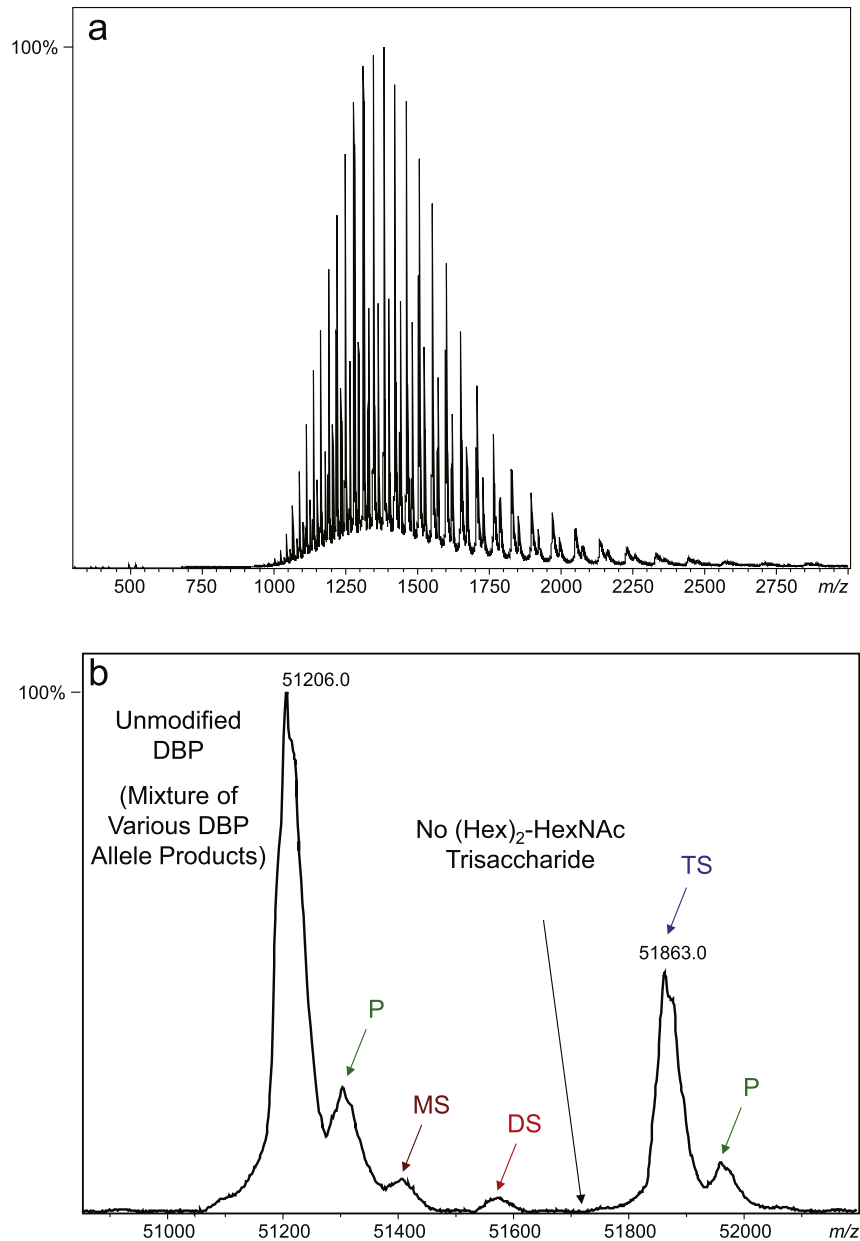 a
100%
500 750 1000 1250 1500 1750 2000 2250 2500 2750 m/z
b
51206.0
100%
Unmodified
DBP
(Mixture of
Various DBP
Allele Products)
No (Hex)2-HexNAc
Trisaccharide
TS
51863.0
P
P
MS
DS
51000 51200 51400 51600 51800 52000 m/z